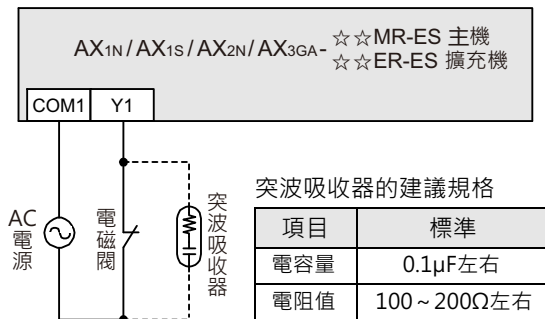 AX1N / AX1S / AX2N / AX3GA - ☆☆MR-ES 主機
☆☆ER-ES 擴充機
COM1 Y1
AC
電源
電磁閥
突波吸收器
突波吸收器的建議規格
項目 標準
電容量 0.1μF左右
電阻值 100～200Ω左右